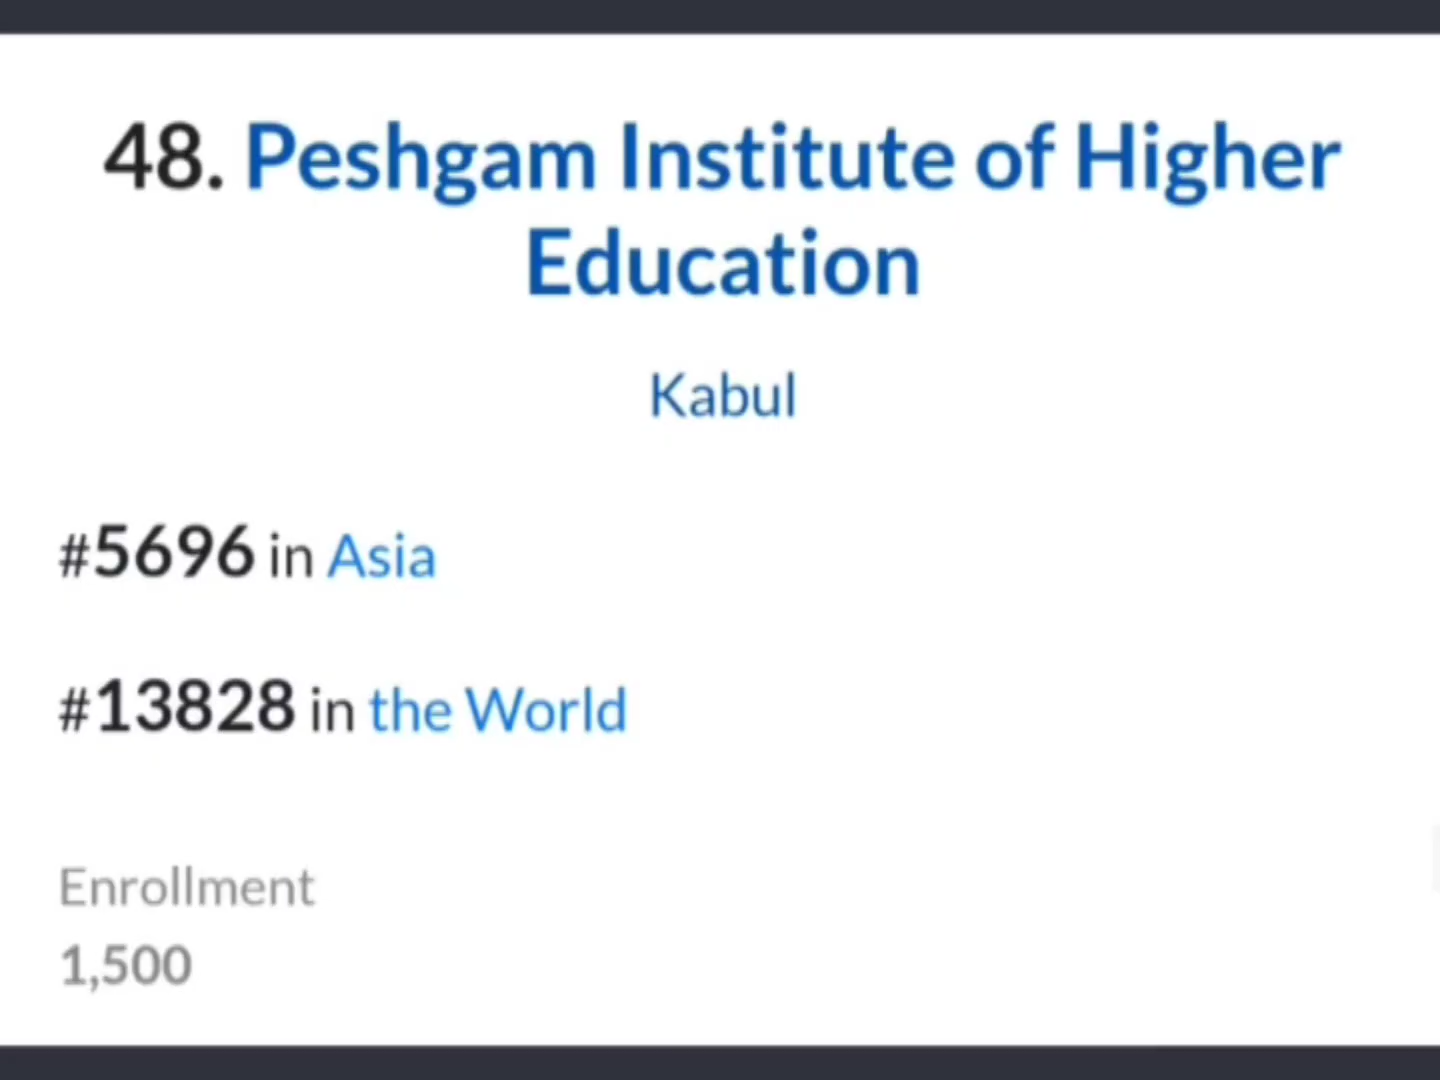 48. Peshgam Institute of Higher
Education
Kabul
#5696 in Asia
#13828 in the World
Enrollment
1,500